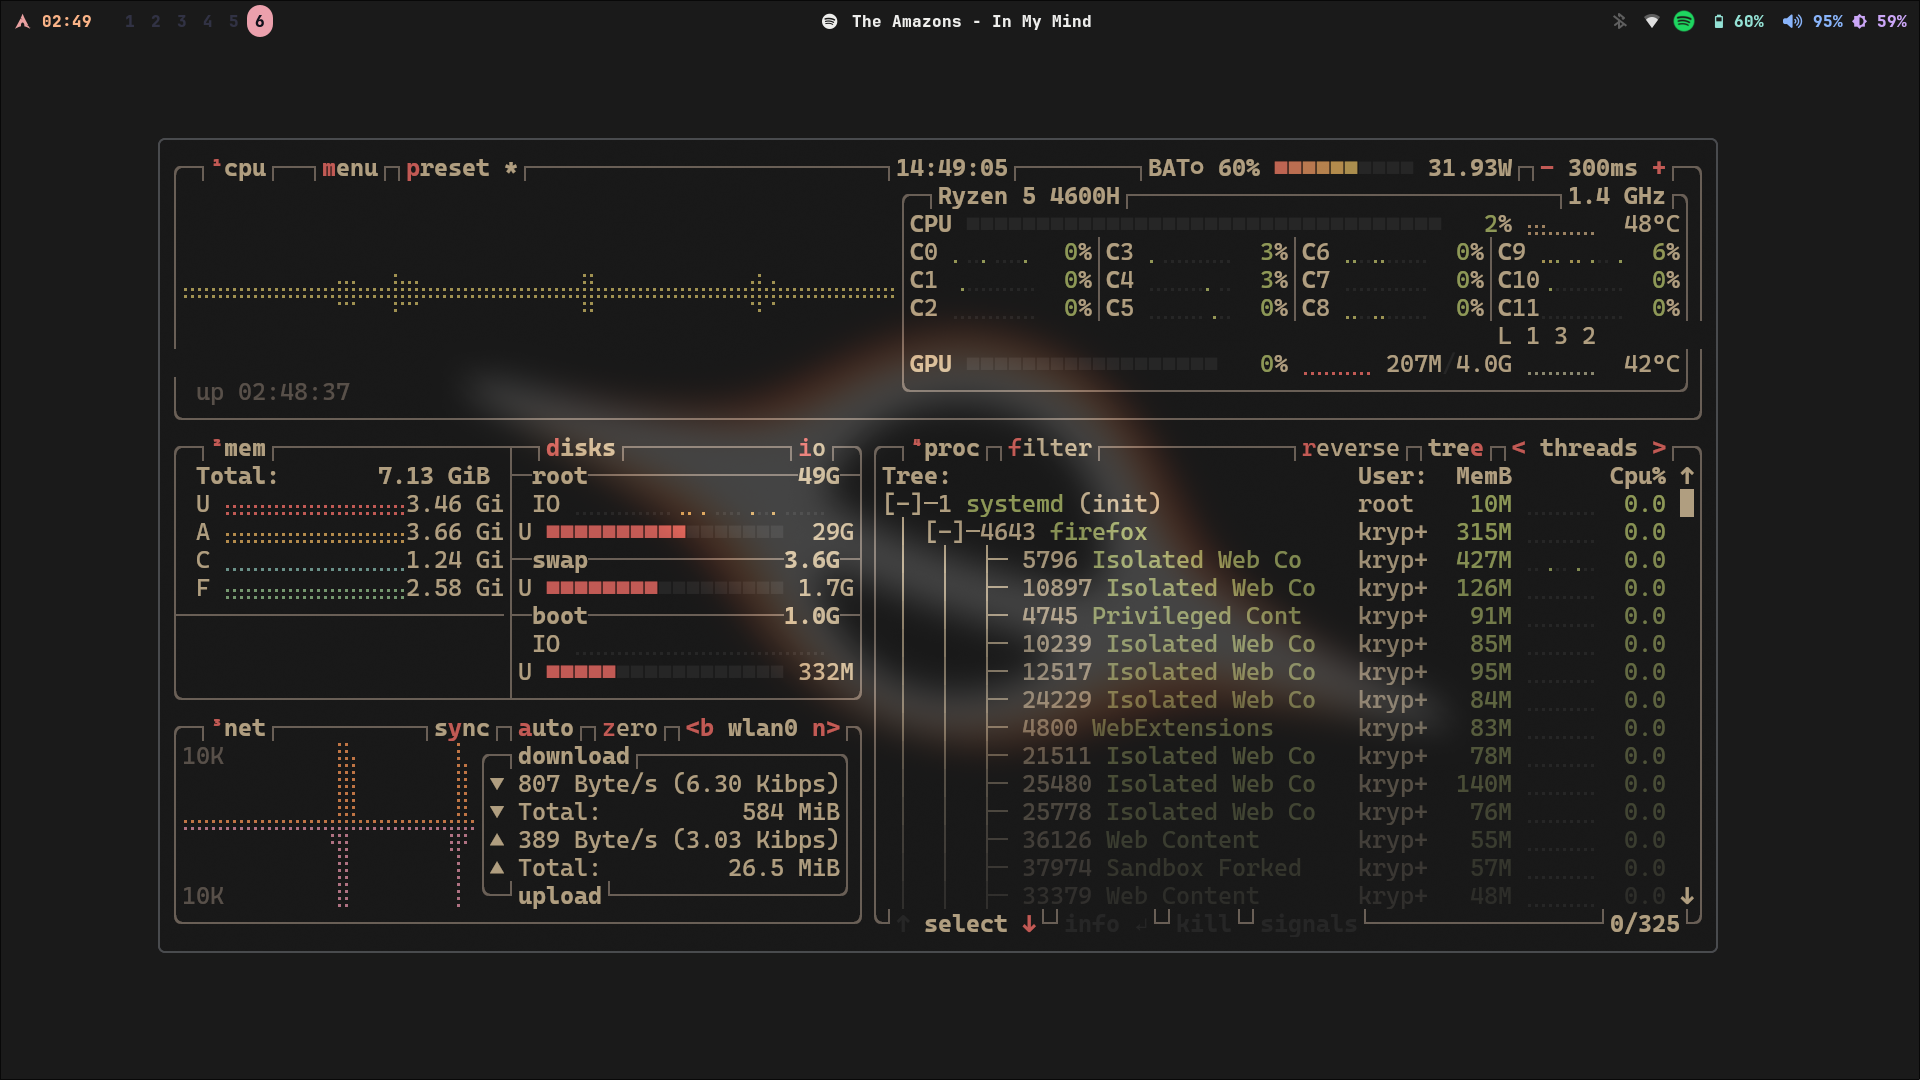 02:49 1 2 3 4 5 6 The Amazons - In My Mind 60% 95% 59%
¹cpu menu preset * 14:49:05 BAT 60% 31.93W - 300ms +
Ryzen 5 4600H 1.4 GHz
CPU 2% 48°C
C0 0% C3 3% C6 0% C9 6%
C1 0% C4 3% C7 0% C10 0%
C2 0% C5 0% C8 0% C11 0%
L 1 3 2
GPU 0% 207M/4.0G 42°C
up 02:48:37
²mem disks io
Total: 7.13 GiB root 49G
U 3.46 Gi IO
A 3.66 Gi U 29G
C 1.24 Gi swap 3.6G
F 2.58 Gi U 1.7G
boot 1.0G
IO
U 332M
³net sync auto zero <b wlan0 n>
10K download
▼ 807 Byte/s (6.30 Kibps)
▼ Total: 584 MiB
▲ 389 Byte/s (3.03 Kibps)
▲ Total: 26.5 MiB
10K upload
⁴proc filter reverse tree < threads >
Tree: User: MemB Cpu% ↑
[-]─1 systemd (init) root 10M 0.0
[-]─4643 firefox kryp+ 315M 0.0
5796 Isolated Web Co kryp+ 427M 0.0
10897 Isolated Web Co kryp+ 126M 0.0
4745 Privileged Cont kryp+ 91M 0.0
10239 Isolated Web Co kryp+ 85M 0.0
12517 Isolated Web Co kryp+ 95M 0.0
24229 Isolated Web Co kryp+ 84M 0.0
4800 WebExtensions kryp+ 83M 0.0
21511 Isolated Web Co kryp+ 78M 0.0
25480 Isolated Web Co kryp+ 140M 0.0
25778 Isolated Web Co kryp+ 76M 0.0
36126 Web Content kryp+ 55M 0.0
37974 Sandbox Forked kryp+ 57M 0.0
33379 Web Content kryp+ 48M 0.0 ↓
↑ select ↓ info ↵ kill signals 0/325